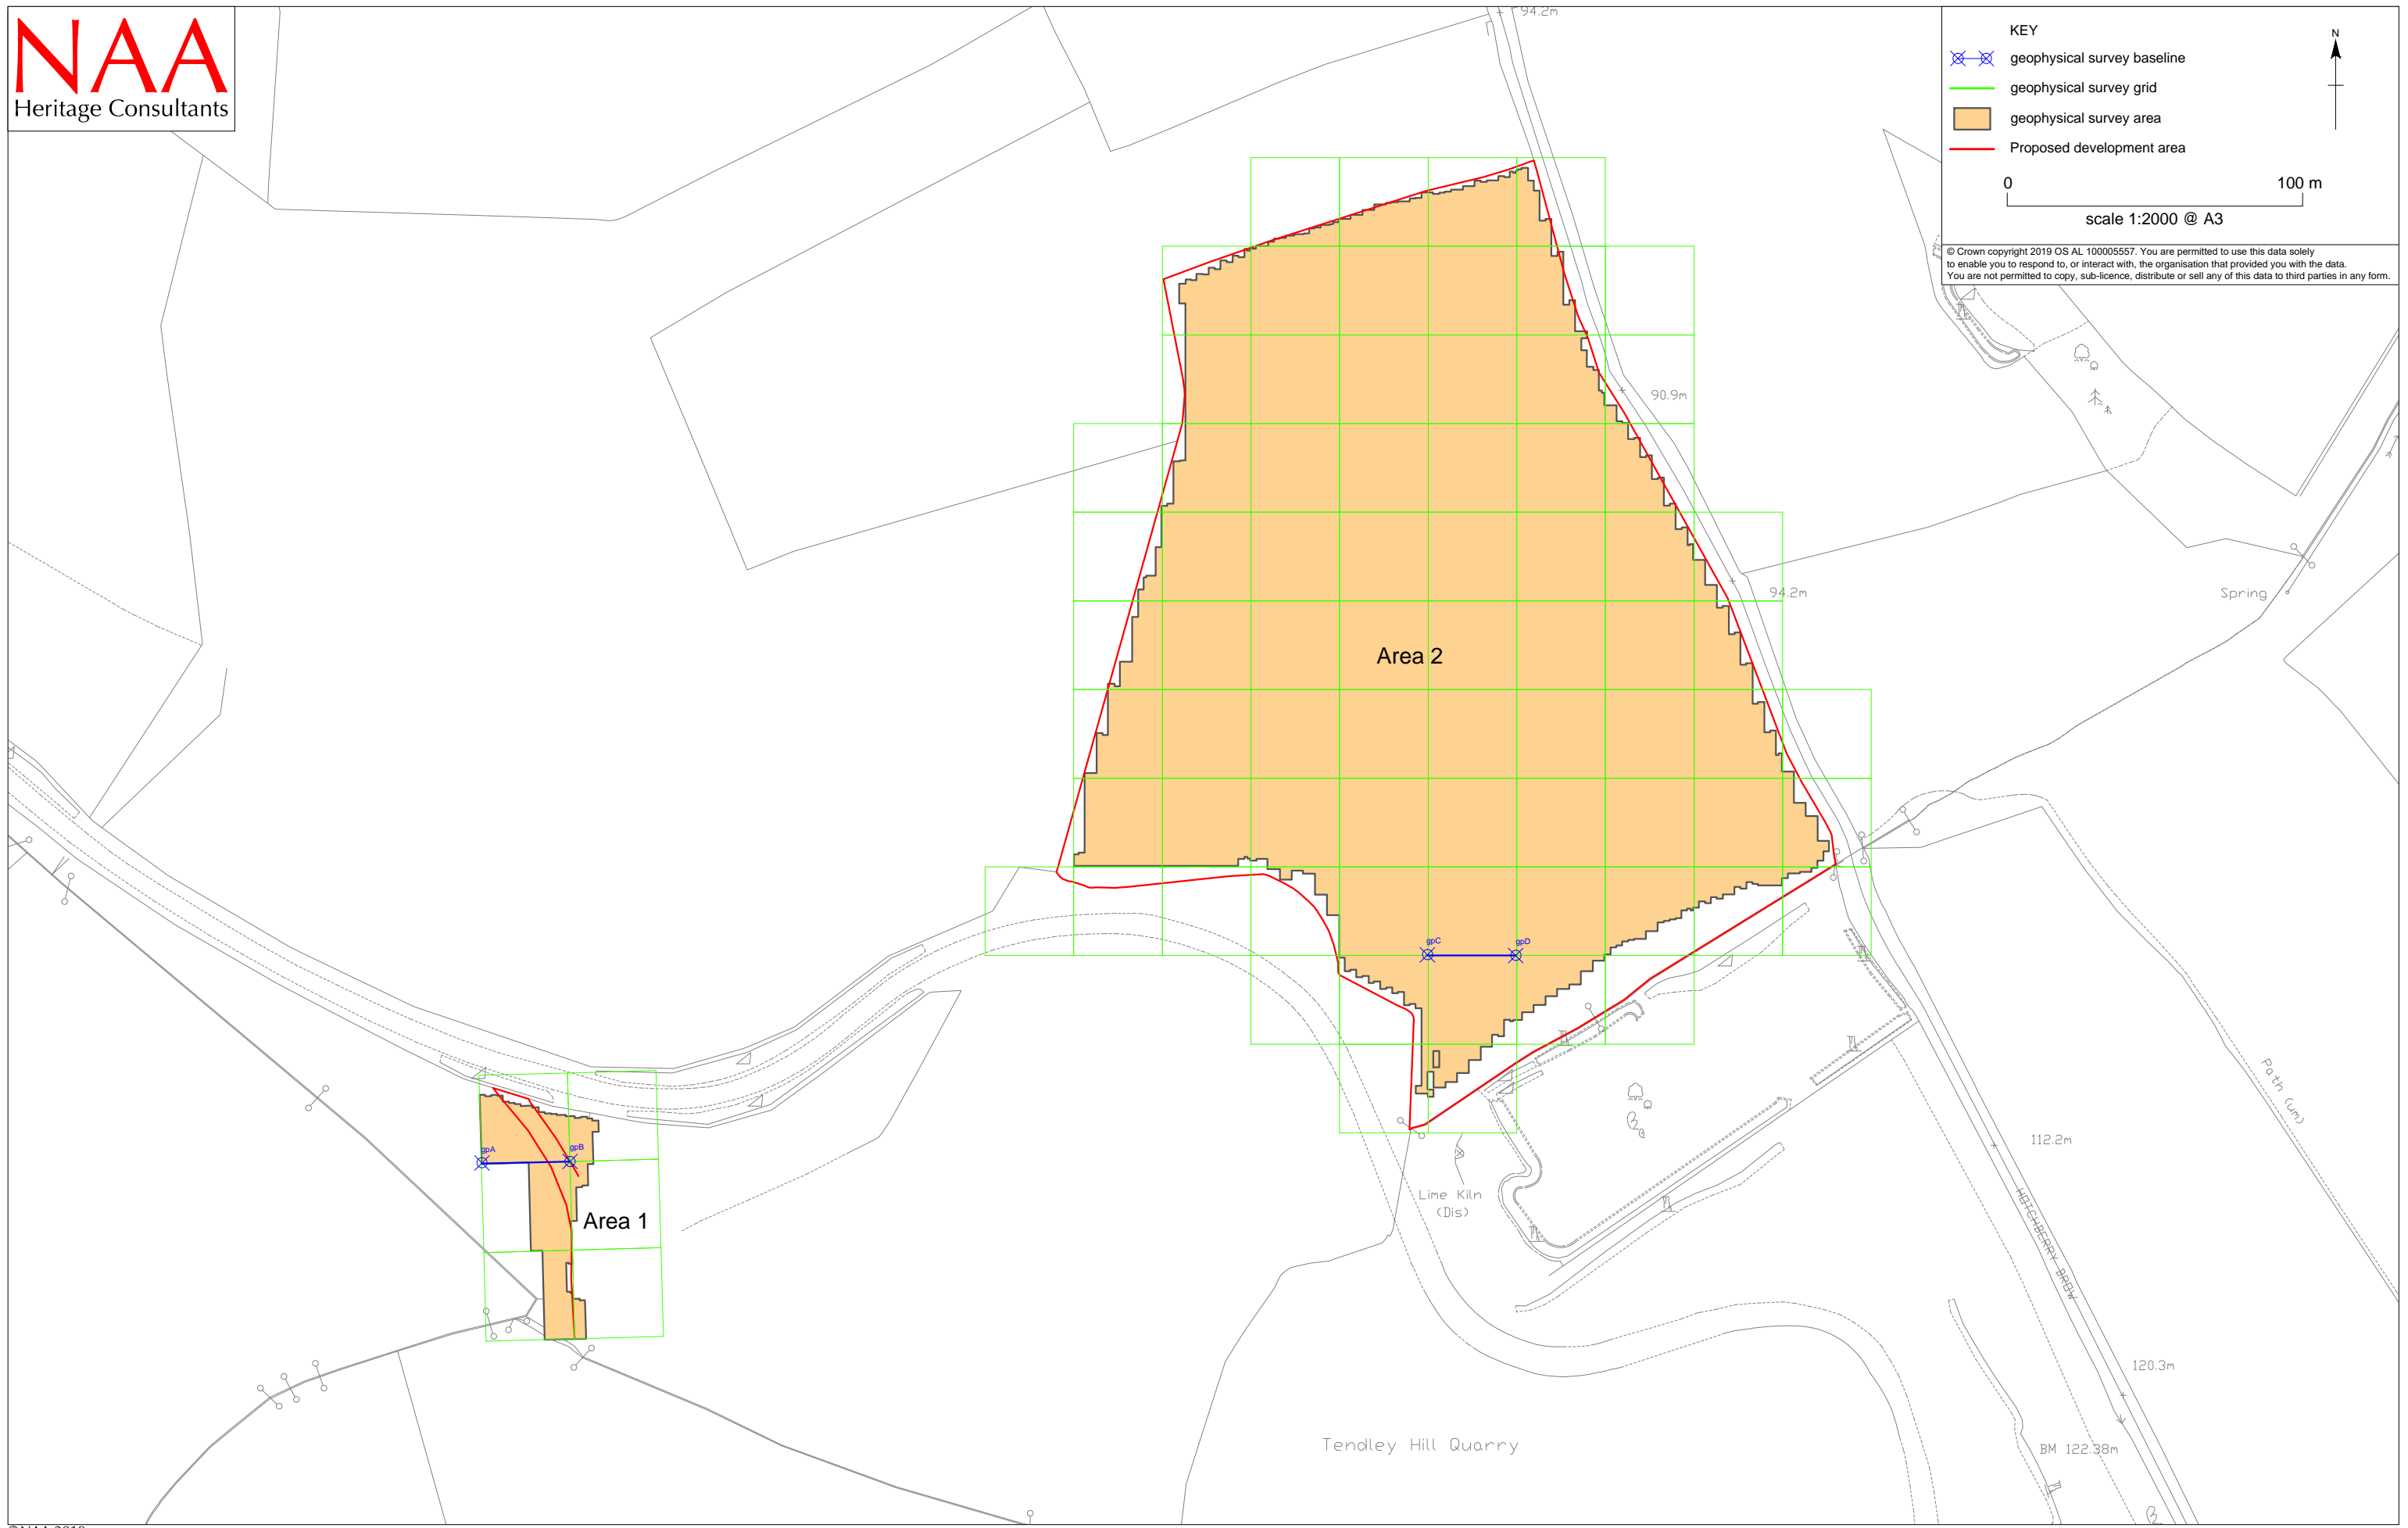 NAA
Heritage Consultants
94.2m
KEY
geophysical survey baseline
geophysical survey grid
geophysical survey area
Proposed development area
N
0 100 m
scale 1:2000 @ A3
© Crown copyright 2019 OS AL 100005557. You are permitted to use this data solely
to enable you to respond to, or interact with, the organisation that provided you with the data.
You are not permitted to copy, sub-licence, distribute or sell any of this data to third parties in any form.
90.9m
94.2m
Spring
Area 2
gpC
gpD
gpA
gpB
Area 1
Lime Kiln
(Dis)
Path (um)
112.2m
HOTCHBERRY BROW
120.3m
Tendley Hill Quarry
BM 122.38m
©NAA 2019